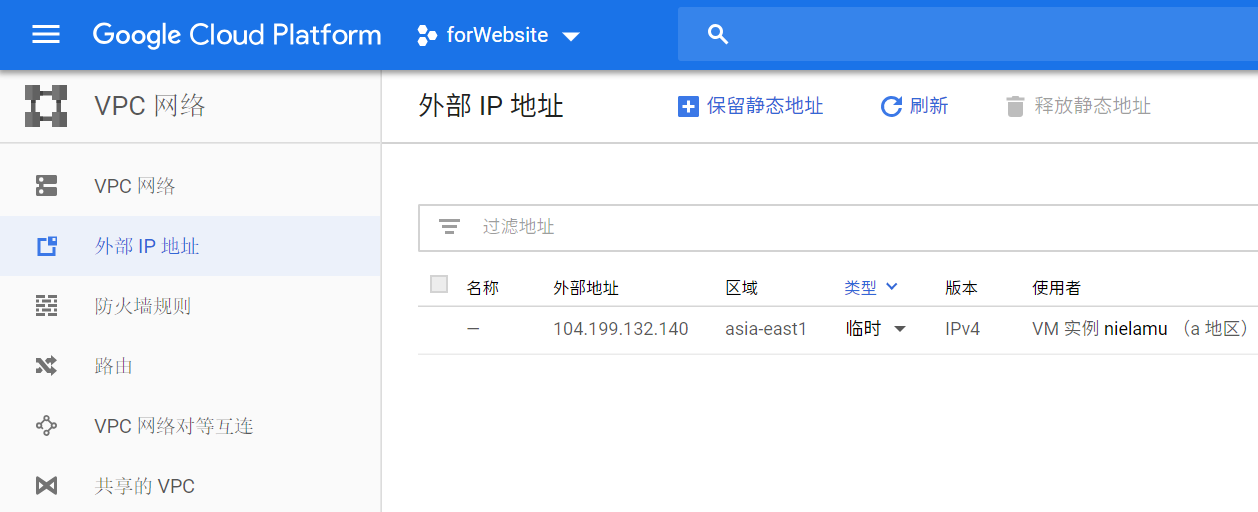 Google Cloud Platform forWebsite
VPC 网络
外部 IP 地址 保留静态地址 刷新 释放静态地址
VPC 网络
外部 IP 地址
防火墙规则
路由
VPC 网络对等互连
共享的 VPC
过滤地址
名称 外部地址 区域 类型 版本 使用者
— 104.199.132.140 asia-east1 临时 IPv4 VM 实例 nielamu （a 地区）